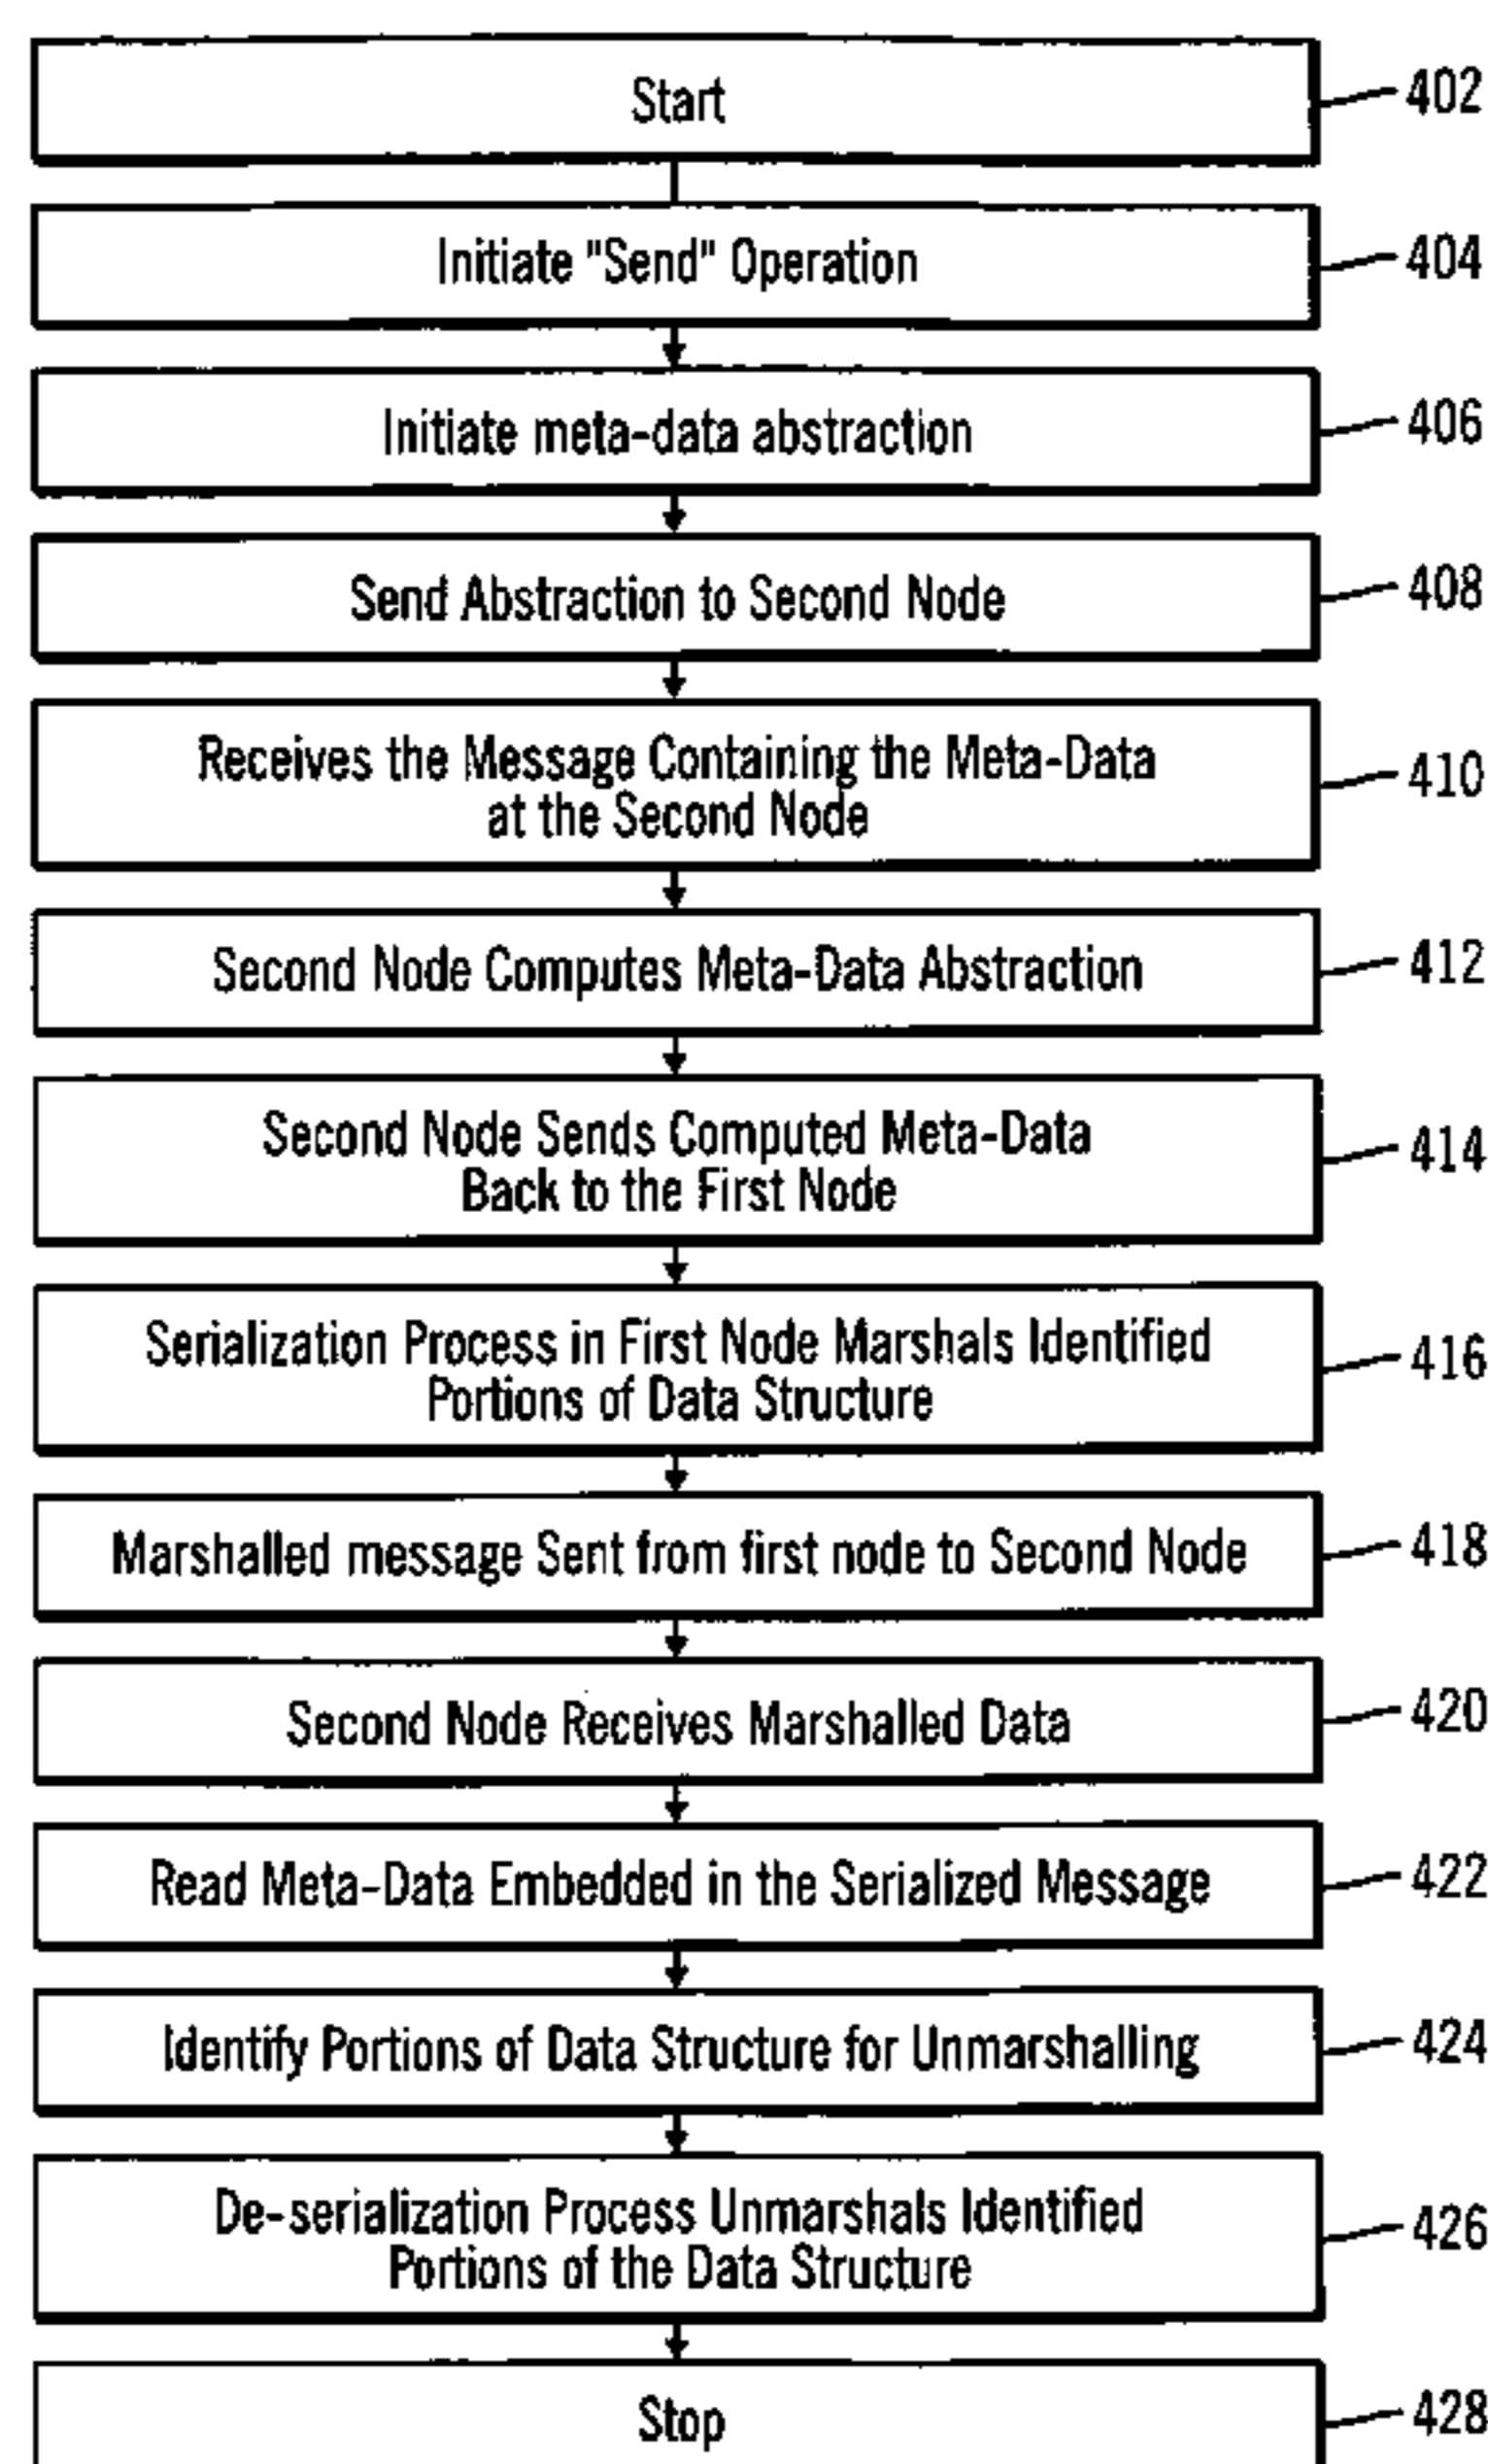 Start
402
Initiate "Send" Operation
404
Initiate meta-data abstraction
406
Send Abstraction to Second Node
408
Receives the Message Containing the Meta-Data
at the Second Node
410
Second Node Computes Meta-Data Abstraction
412
Second Node Sends Computed Meta-Data
Back to the First Node
414
Serialization Process in First Node Marshals Identified
Portions of Data Structure
416
Marshalled message Sent from first node to Second Node
418
Second Node Receives Marshalled Data
420
Read Meta-Data Embedded in the Serialized Message
422
Identify Portions of Data Structure for Unmarshalling
424
De-serialization Process Unmarshals Identified
Portions of the Data Structure
426
Stop
428